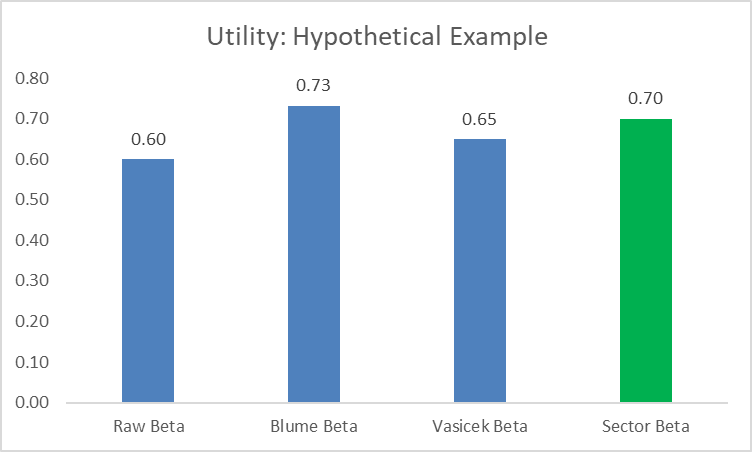 Utility: Hypothetical Example
0.80
0.70
0.60
0.50
0.40
0.30
0.20
0.10
0.00
0.60
0.73
0.65
0.70
Raw Beta
Blume Beta
Vasicek Beta
Sector Beta